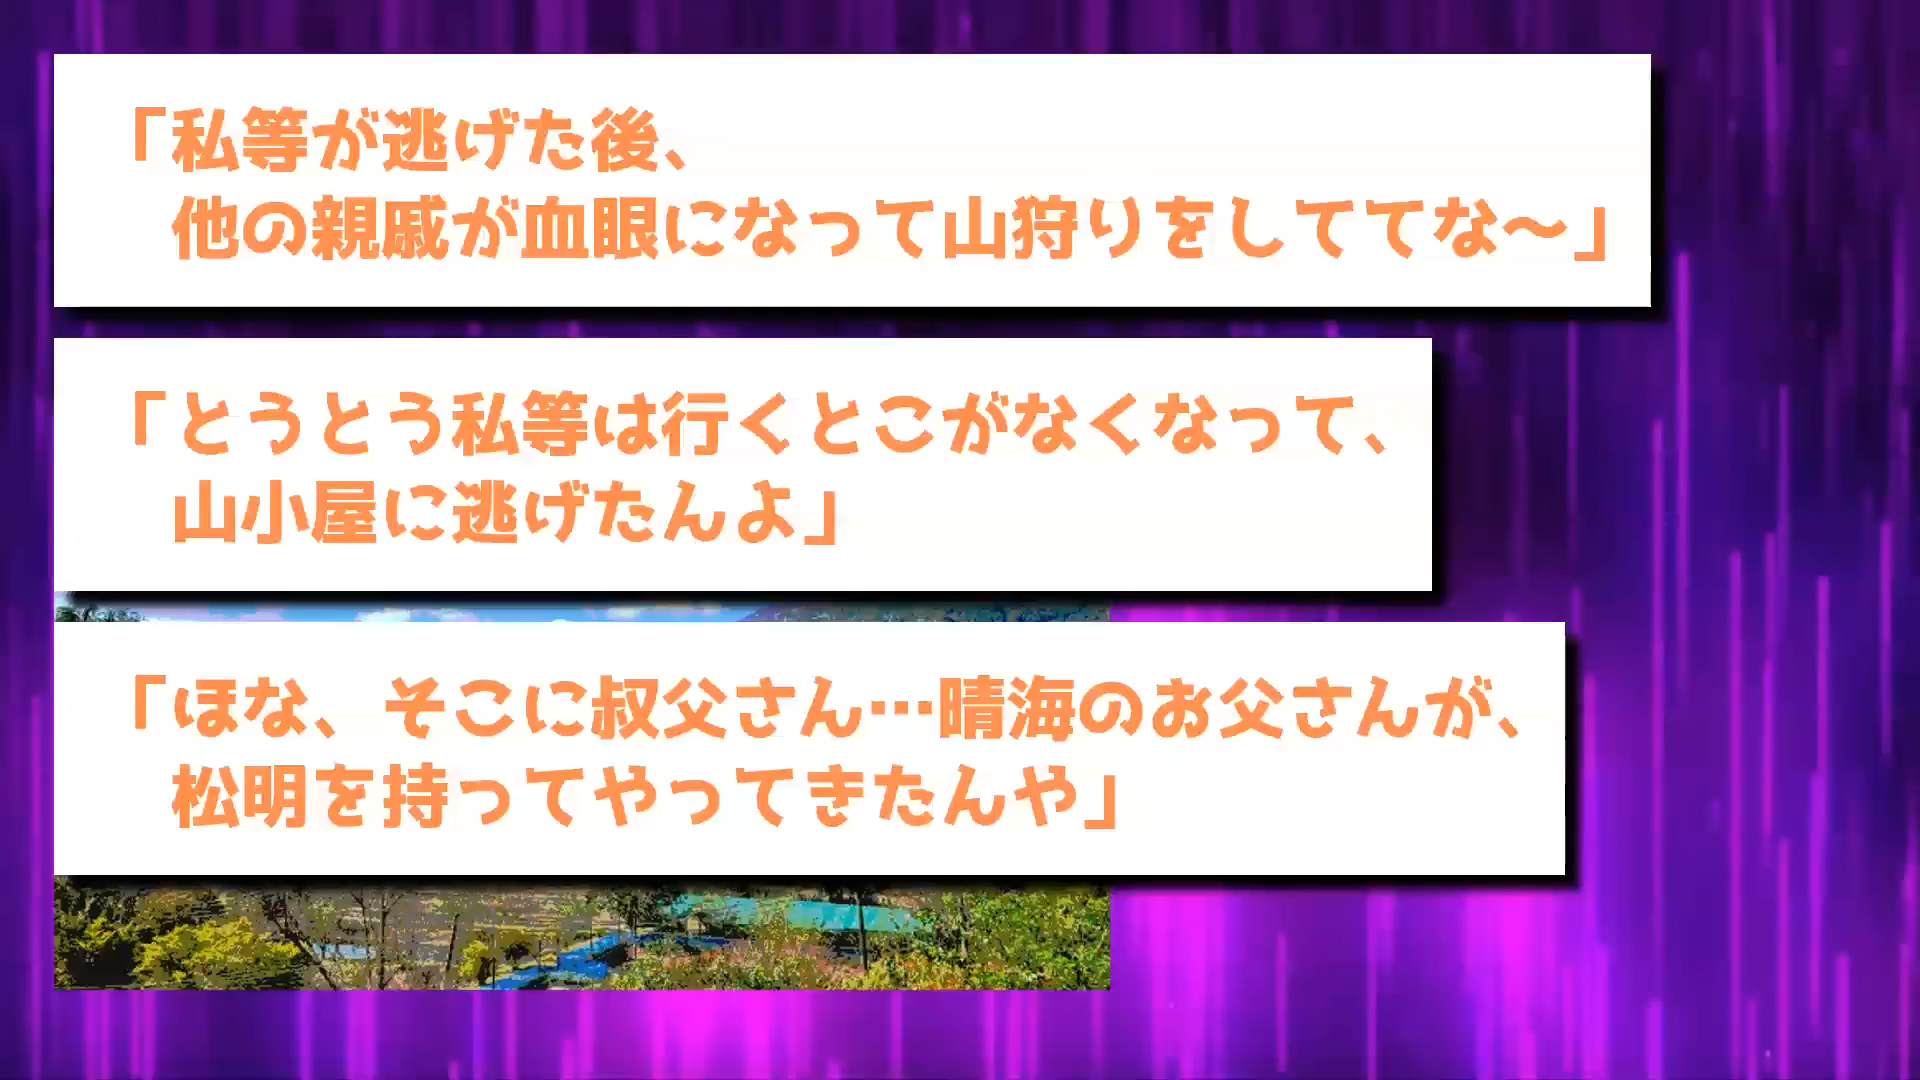 「私等が逃げた後、
他の親戚が血眼になって山狩りをしててな〜」
「とうとう私等は行くとこがなくなって、
山小屋に逃げたんよ」
「ほな、そこに叔父さん…晴海のお父さんが、
松明を持ってやってきたんや」